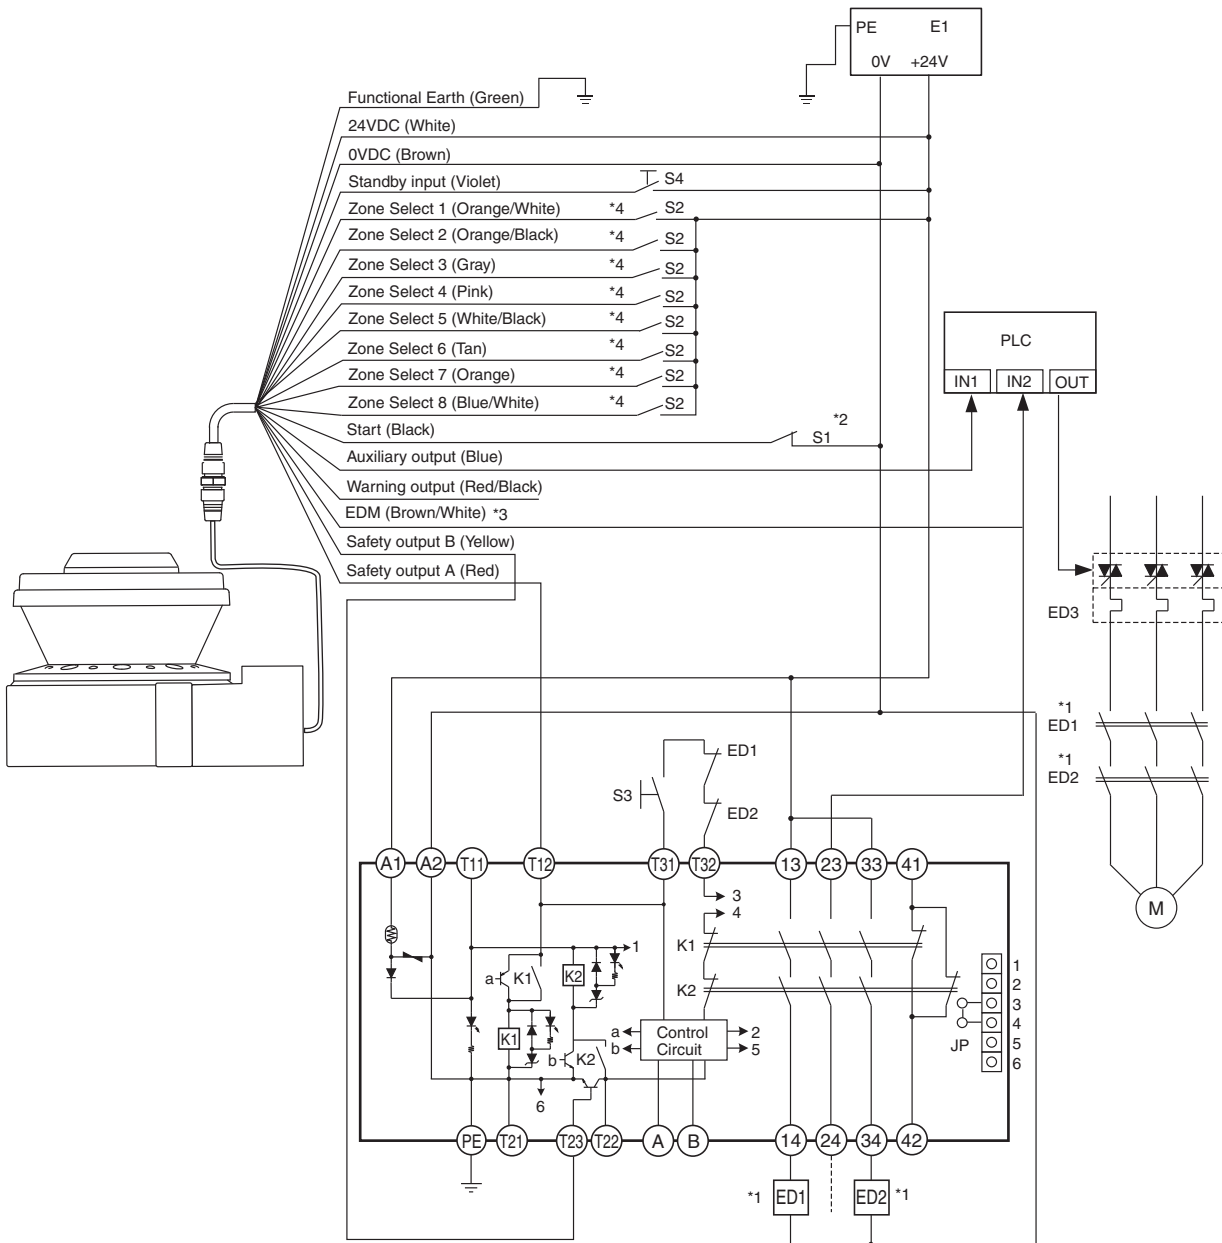 PE E1
0V +24V
Functional Earth (Green)
24VDC (White)
0VDC (Brown)
Standby input (Violet) S4
Zone Select 1 (Orange/White) *4 S2
Zone Select 2 (Orange/Black) *4 S2
Zone Select 3 (Gray) *4 S2
Zone Select 4 (Pink) *4 S2
Zone Select 5 (White/Black) *4 S2
Zone Select 6 (Tan) *4 S2
Zone Select 7 (Orange) *4 S2
Zone Select 8 (Blue/White) *4 S2
Start (Black) S1 *2
Auxiliary output (Blue)
Warning output (Red/Black)
EDM (Brown/White) *3
Safety output B (Yellow)
Safety output A (Red)
PLC
IN1 IN2 OUT
ED3
*1
ED1
*1
ED2
M
S3 ED1
ED2
A1 A2 T11 T12 T31 T32 13 23 33 41
3
4
1
K1
K2
a K1 K2
K1
b K2
a Control 2
b Circuit 5
6
1
2
3
4
5
6
JP
PE T21 T23 T22 A B 14 24 34 42
*1 ED1 ED2 *1